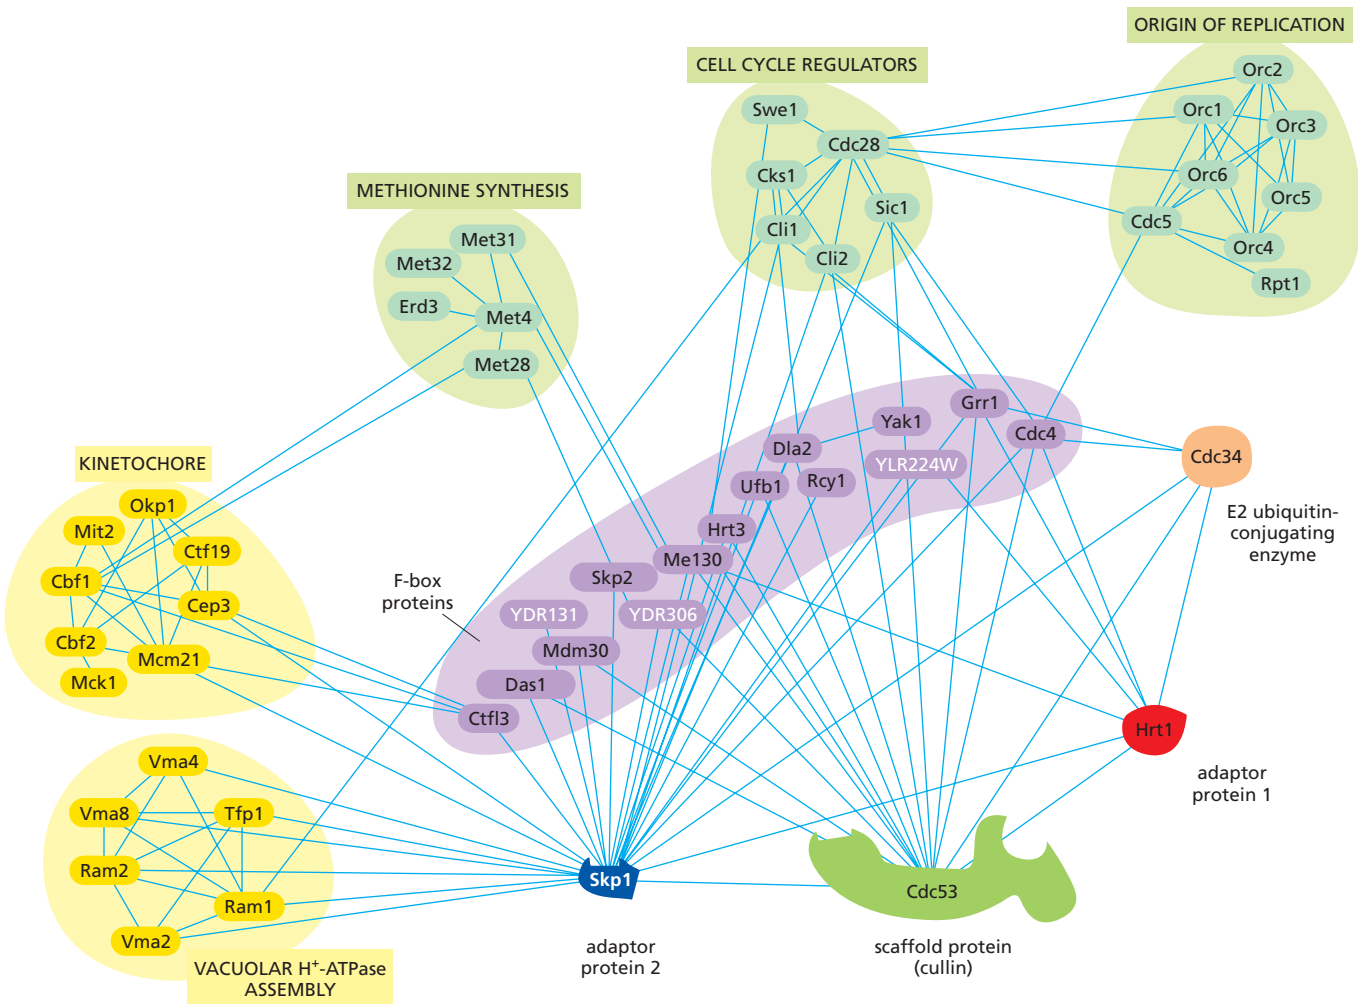 ORIGIN OF REPLICATION
Orc2
Orc1
Orc3
Orc6
Orc5
Cdc5
Orc4
Rpt1
CELL CYCLE REGULATORS
Swe1
Cdc28
Cks1
Sic1
Cli1
Cli2
METHIONINE SYNTHESIS
Met31
Met32
Erd3
Met4
Met28
KINETOCHORE
Okp1
Mit2
Ctf19
Cbf1
Cep3
Cbf2
Mcm21
Mck1
F-box
proteins
Grr1
Yak1
Cdc4
Dla2
YLR224W
Ufb1
Rcy1
Hrt3
Me130
Skp2
YDR131
YDR306
Mdm30
Das1
Ctfl3
Cdc34
E2 ubiquitin-
conjugating
enzyme
Hrt1
adaptor
protein 1
Vma4
Vma8
Tfp1
Ram2
Ram1
Vma2
VACUOLAR H⁺-ATPase
ASSEMBLY
Skp1
adaptor
protein 2
Cdc53
scaffold protein
(cullin)